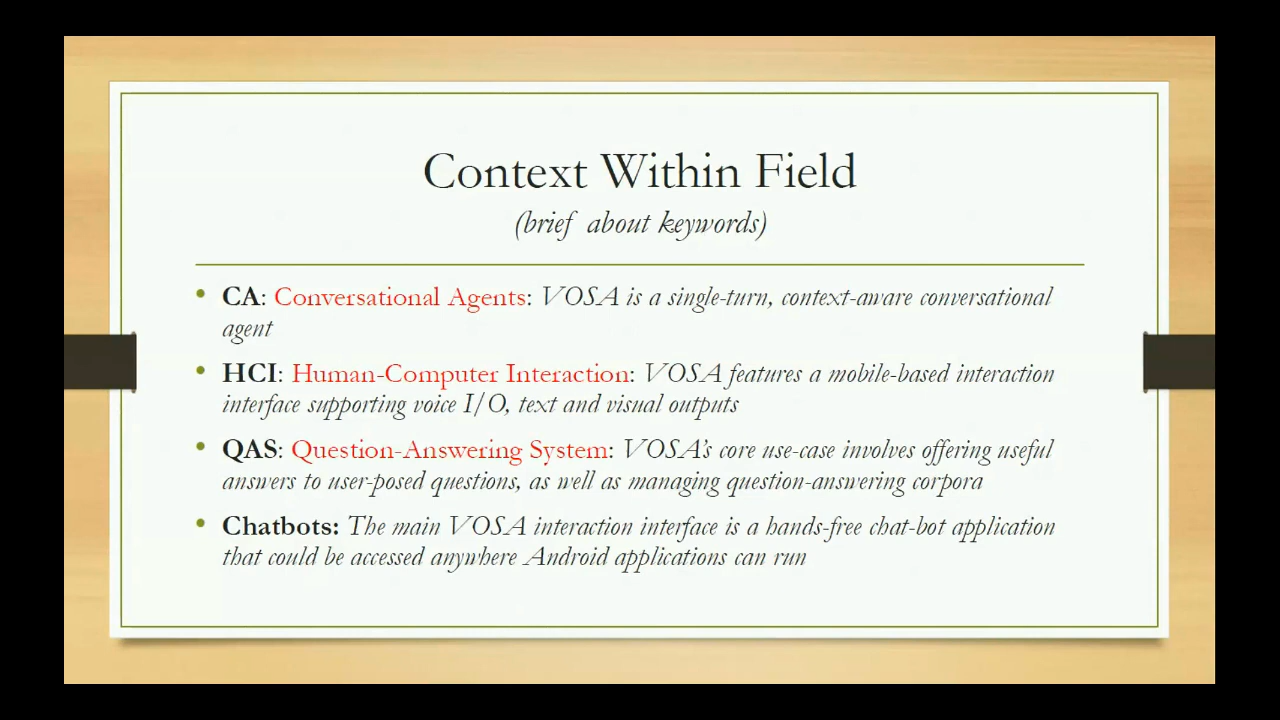 Context Within Field
(brief about keywords)
• CA: Conversational Agents: VOSA is a single-turn, context-aware conversational
agent
• HCI: Human-Computer Interaction: VOSA features a mobile-based interaction
interface supporting voice I/O, text and visual outputs
• QAS: Question-Answering System: VOSA's core use-case involves offering useful
answers to user-posed questions, as well as managing question-answering corpora
• Chatbots: The main VOSA interaction interface is a hands-free chat-bot application
that could be accessed anywhere Android applications can run